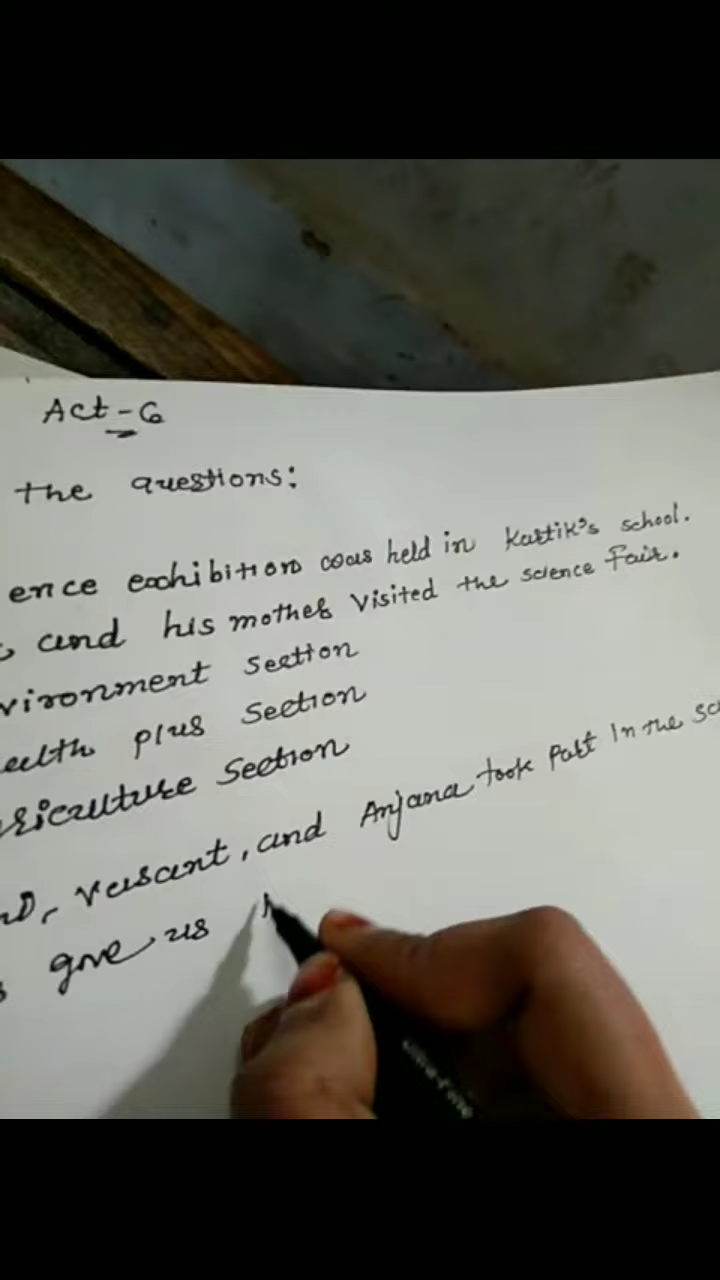 Act-6
the questions:
ence exhibition was held in Kartik's school.
and his mother visited the science fair.
vironment section
ealth plus section
griculture section
vasant, and Anjana took part in the sc
give us